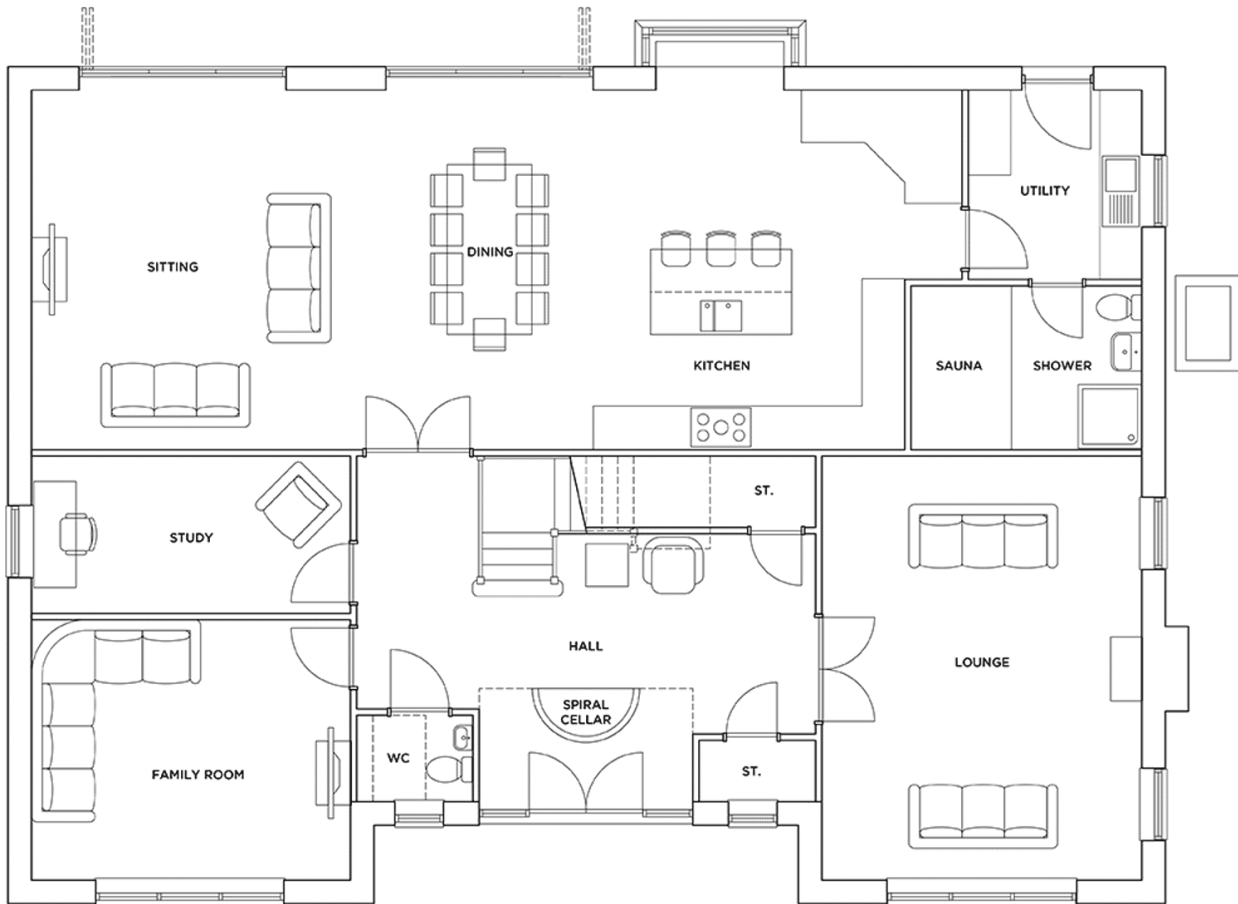 UTILITY
DINING
SITTING
KITCHEN
SAUNA
SHOWER
ST.
STUDY
HALL
LOUNGE
SPIRAL
CELLAR
WC
ST.
FAMILY ROOM